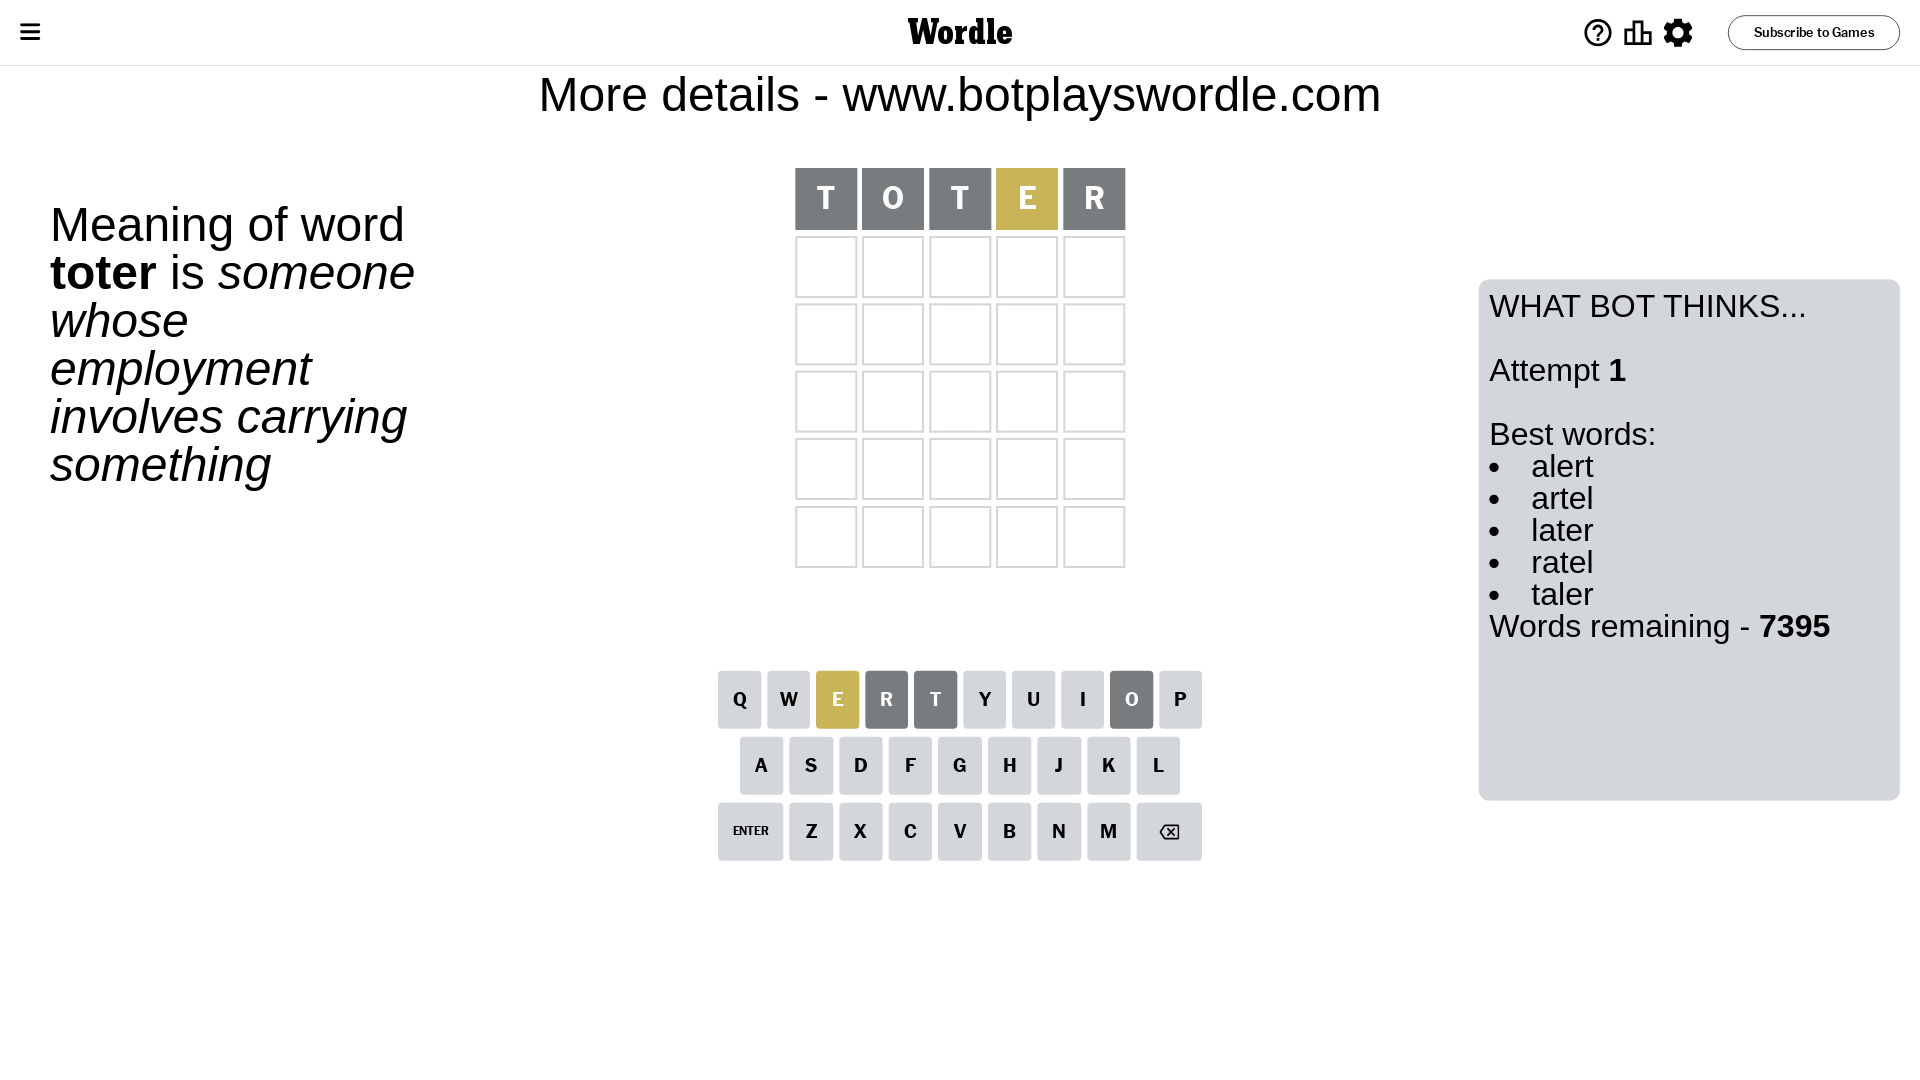 Wordle
Subscribe to Games
More details - www.botplayswordle.com
Meaning of word
toter is someone
whose
employment
involves carrying
something
T O T E R
WHAT BOT THINKS...
Attempt 1
Best words:
• alert
• artel
• later
• ratel
• taler
Words remaining - 7395
Q W E R T Y U I O P
A S D F G H J K L
ENTER Z X C V B N M